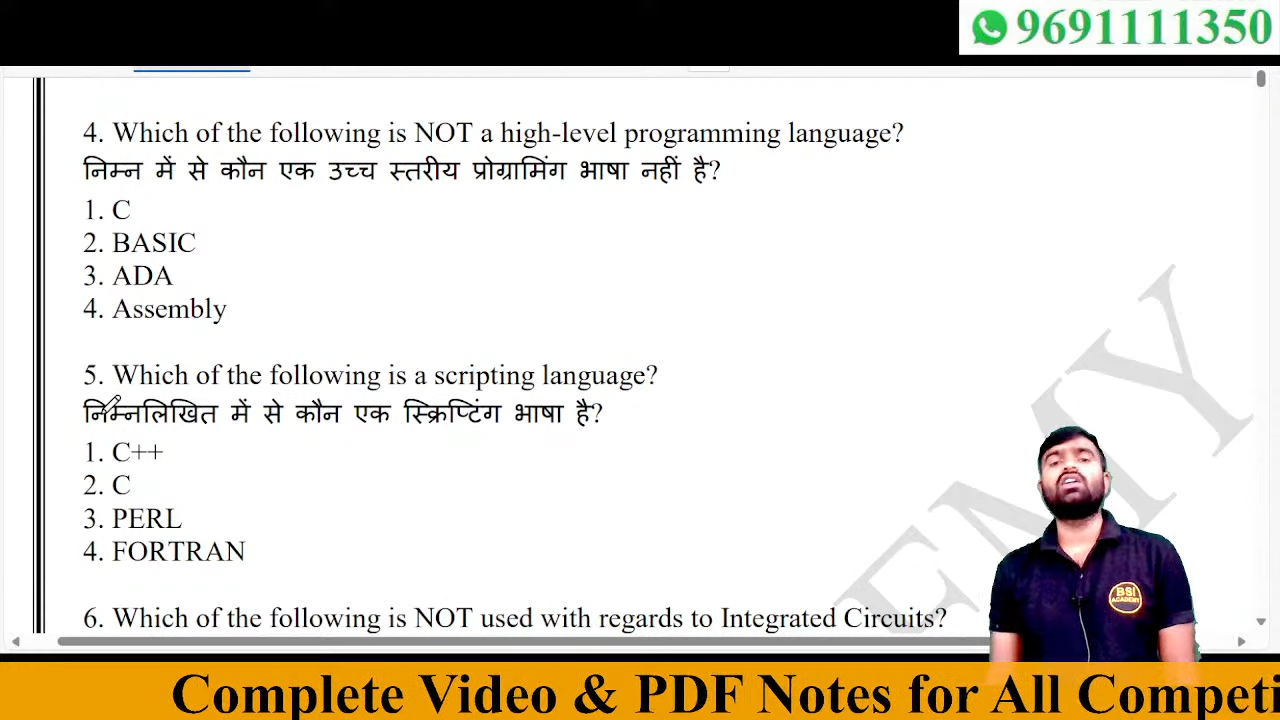 9691111350
4. Which of the following is NOT a high-level programming language?
निम्न में से कौन एक उच्च स्तरीय प्रोग्रामिंग भाषा नहीं है?
1. C
2. BASIC
3. ADA
4. Assembly
5. Which of the following is a scripting language?
निम्नलिखित में से कौन एक स्क्रिप्टिंग भाषा है?
1. C++
2. C
3. PERL
4. FORTRAN
6. Which of the following is NOT used with regards to Integrated Circuits?
EMY
BSI
ACADEMY
Complete Video & PDF Notes for All Competi